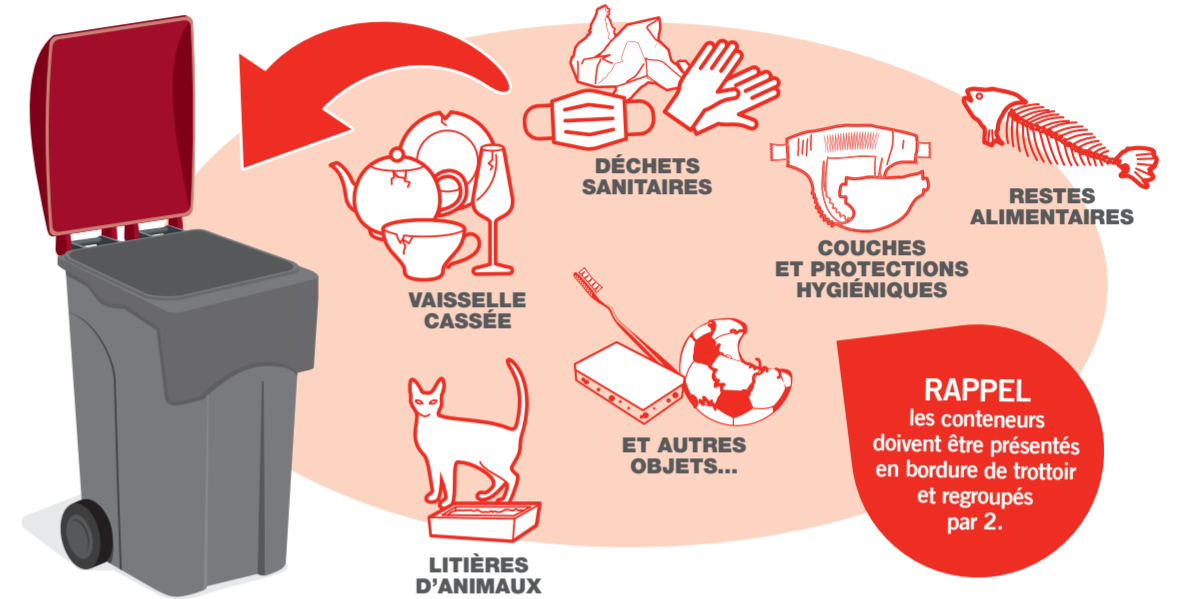 DÉCHETS
SANITAIRES
RESTES
ALIMENTAIRES
COUCHES
ET PROTECTIONS
HYGIÉNIQUES
VAISSELLE
CASSÉE
ET AUTRES
OBJETS...
LITIÈRES
D'ANIMAUX
RAPPEL
les conteneurs
doivent être présentés
en bordure de trottoir
et regroupés
par 2.